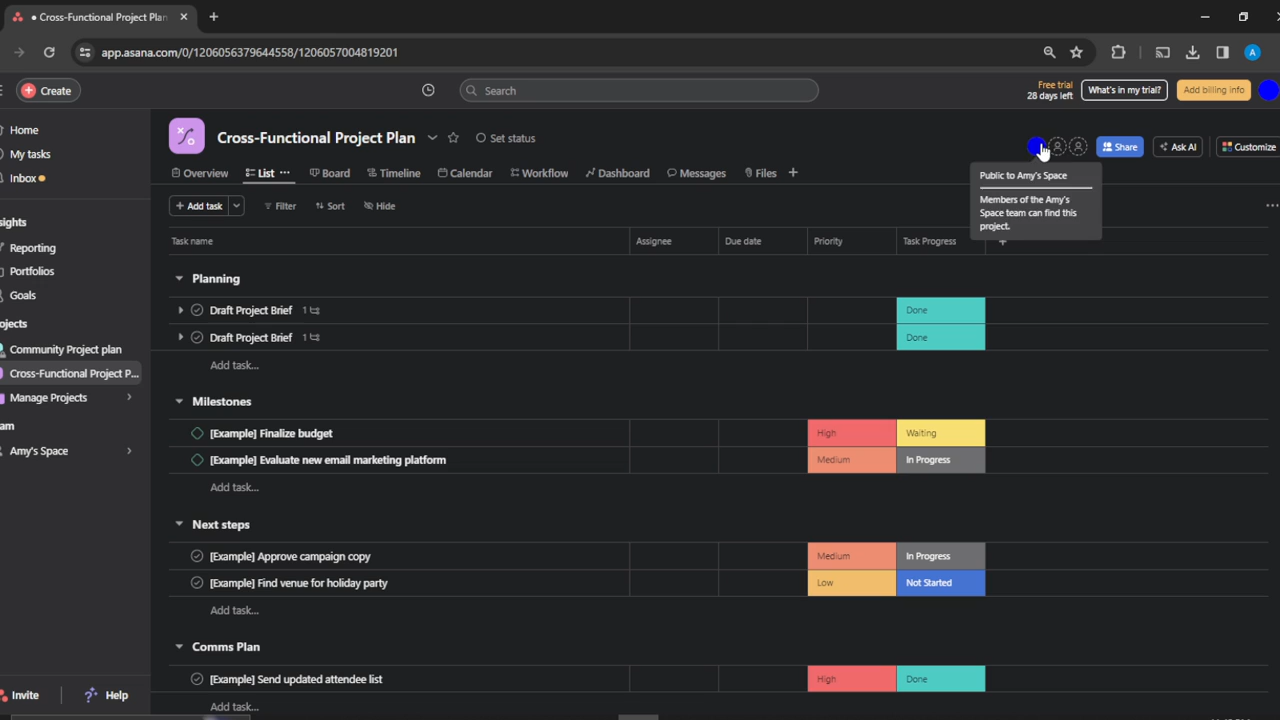 Cross-Functional Project Plan
app.asana.com/0/1206056379644558/1206057004819201
A
Create
Search
Free trial
28 days left
What's in my trial?
Add billing info
Home
My tasks
Inbox
sights
Reporting
Portfolios
Goals
ojects
Community Project plan
Cross-Functional Project P...
Manage Projects
am
Amy's Space
Invite
Help
Cross-Functional Project Plan
Set status
Share
Ask AI
Customize
Overview
List
Board
Timeline
Calendar
Workflow
Dashboard
Messages
Files
Public to Amy's Space
Members of the Amy's
Space team can find this
project.
+ Add task
Filter
Sort
Hide
Task name Assignee Due date Priority Task Progress
Planning
Draft Project Brief 1 Done
Draft Project Brief 1 Done
Add task...
Milestones
[Example] Finalize budget High Waiting
[Example] Evaluate new email marketing platform Medium In Progress
Add task...
Next steps
[Example] Approve campaign copy Medium In Progress
[Example] Find venue for holiday party Low Not Started
Add task...
Comms Plan
[Example] Send updated attendee list High Done
Add task...